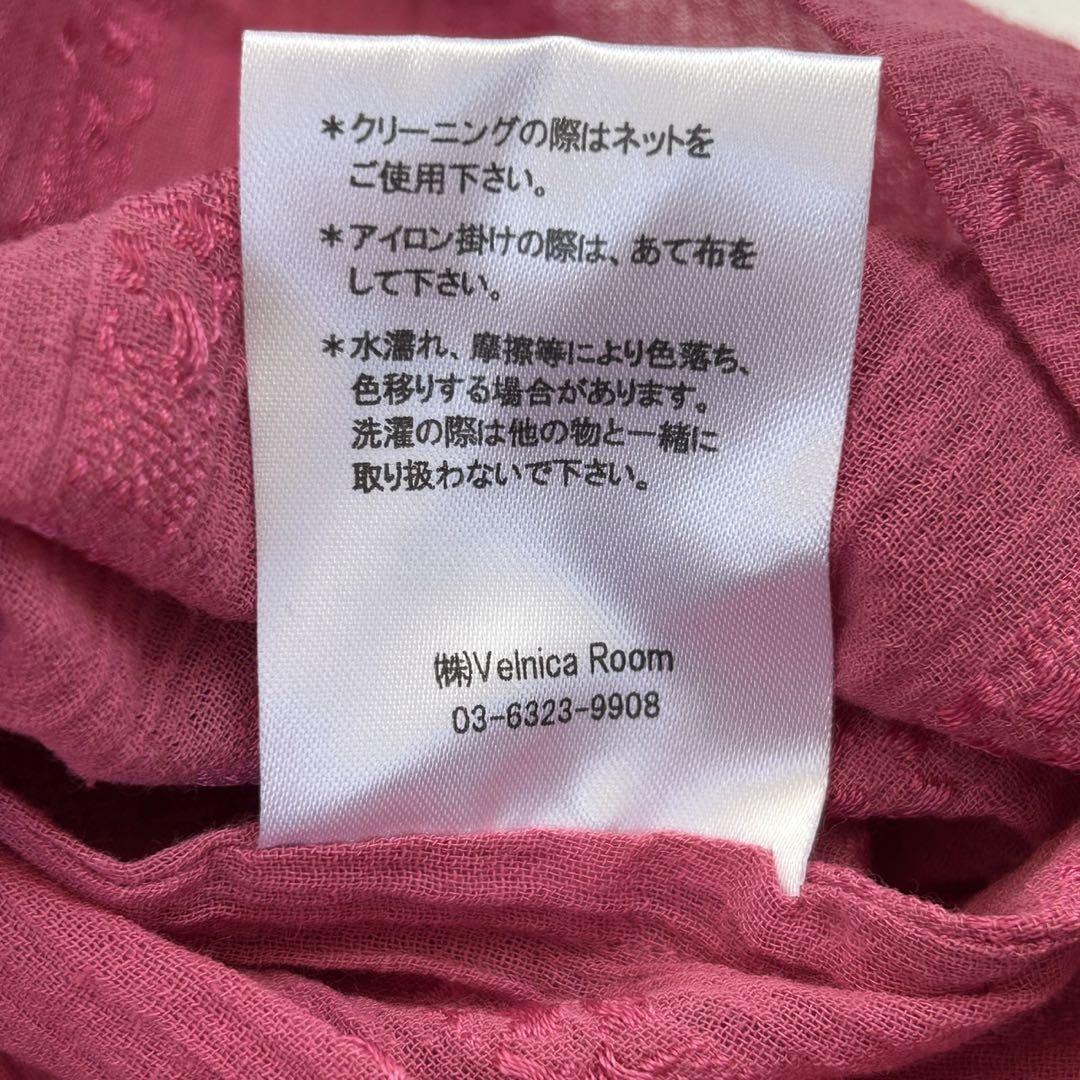 ＊クリーニングの際はネットを
ご使用下さい。
＊アイロン掛けの際は、あて布を
して下さい。
＊水濡れ、摩擦等により色落ち、
色移りする場合があります。
洗濯の際は他の物と一緒に
取り扱わないで下さい。
㈱Velnica Room
03-6323-9908